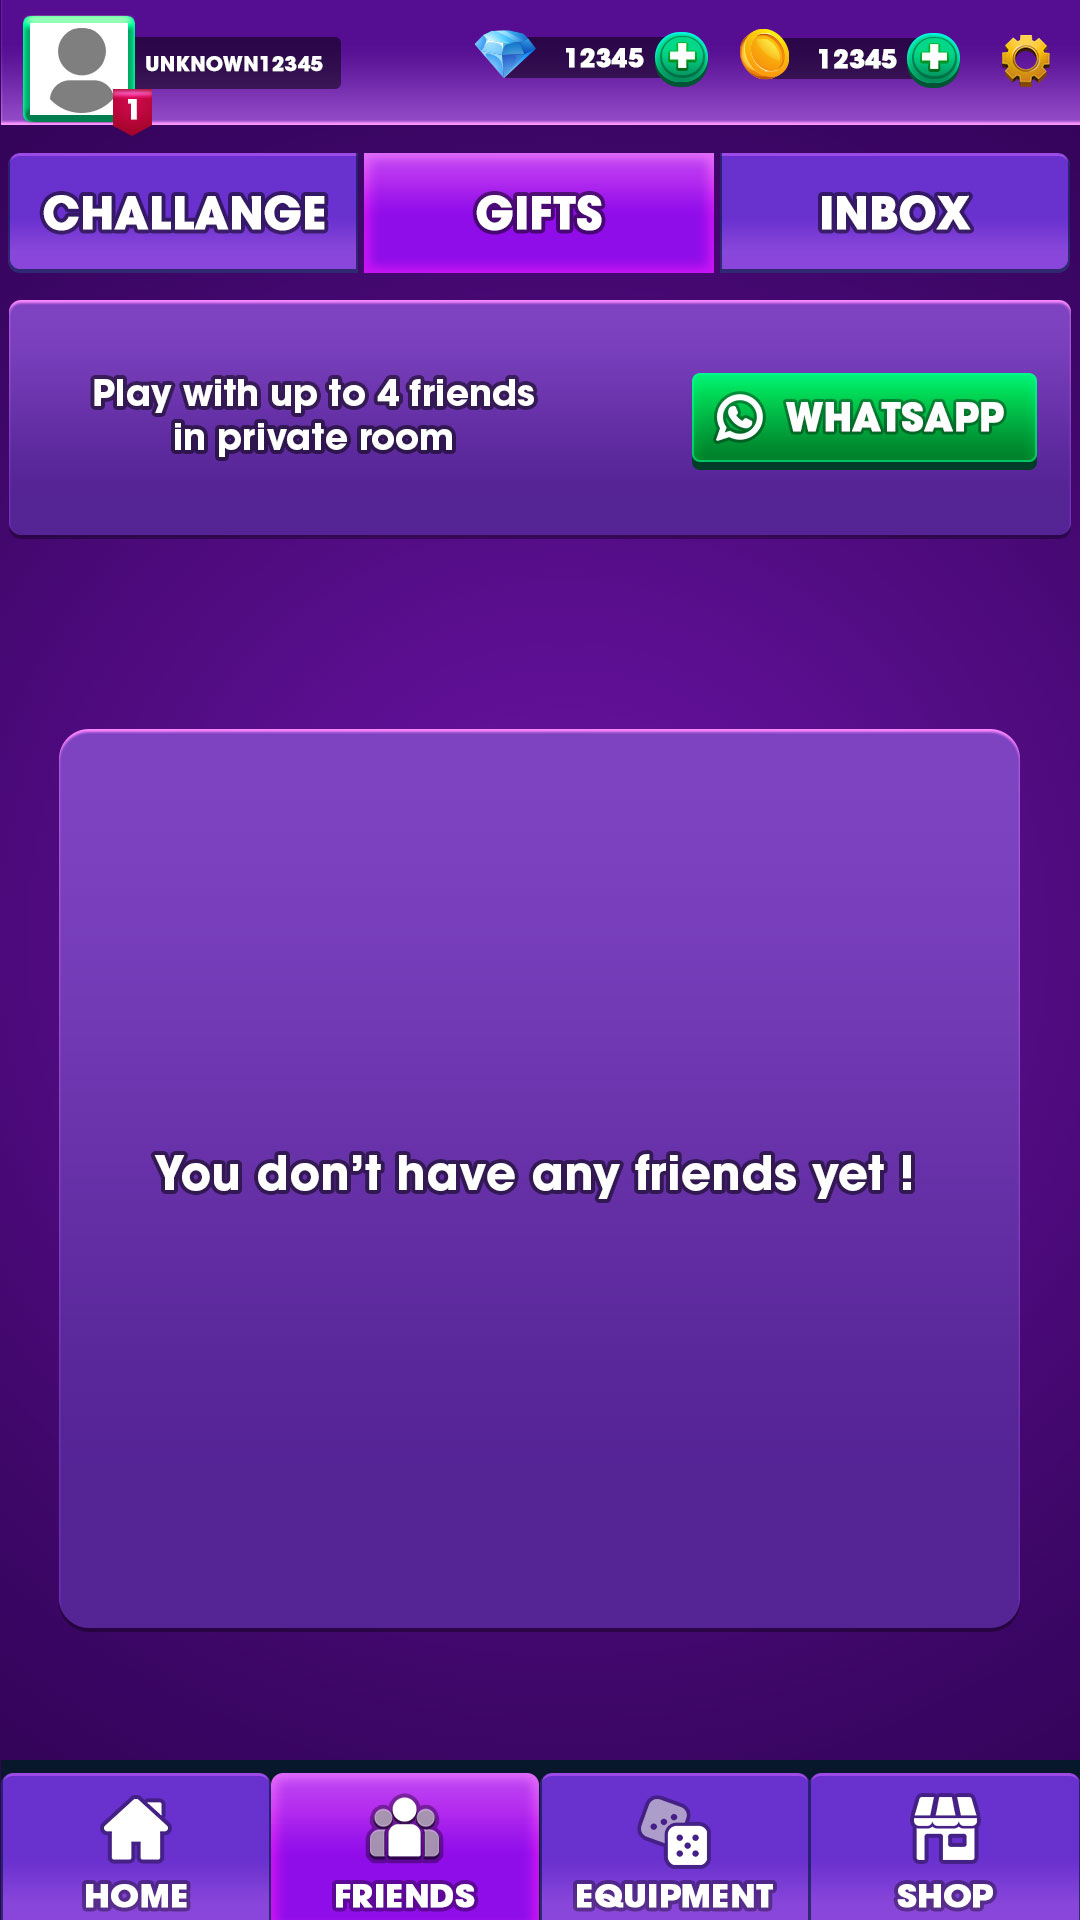 UNKNOWN12345
1
12345
12345
CHALLANGE
GIFTS
INBOX
Play with up to 4 friends
in private room
WHATSAPP
You don't have any friends yet !
HOME
FRIENDS
EQUIPMENT
SHOP